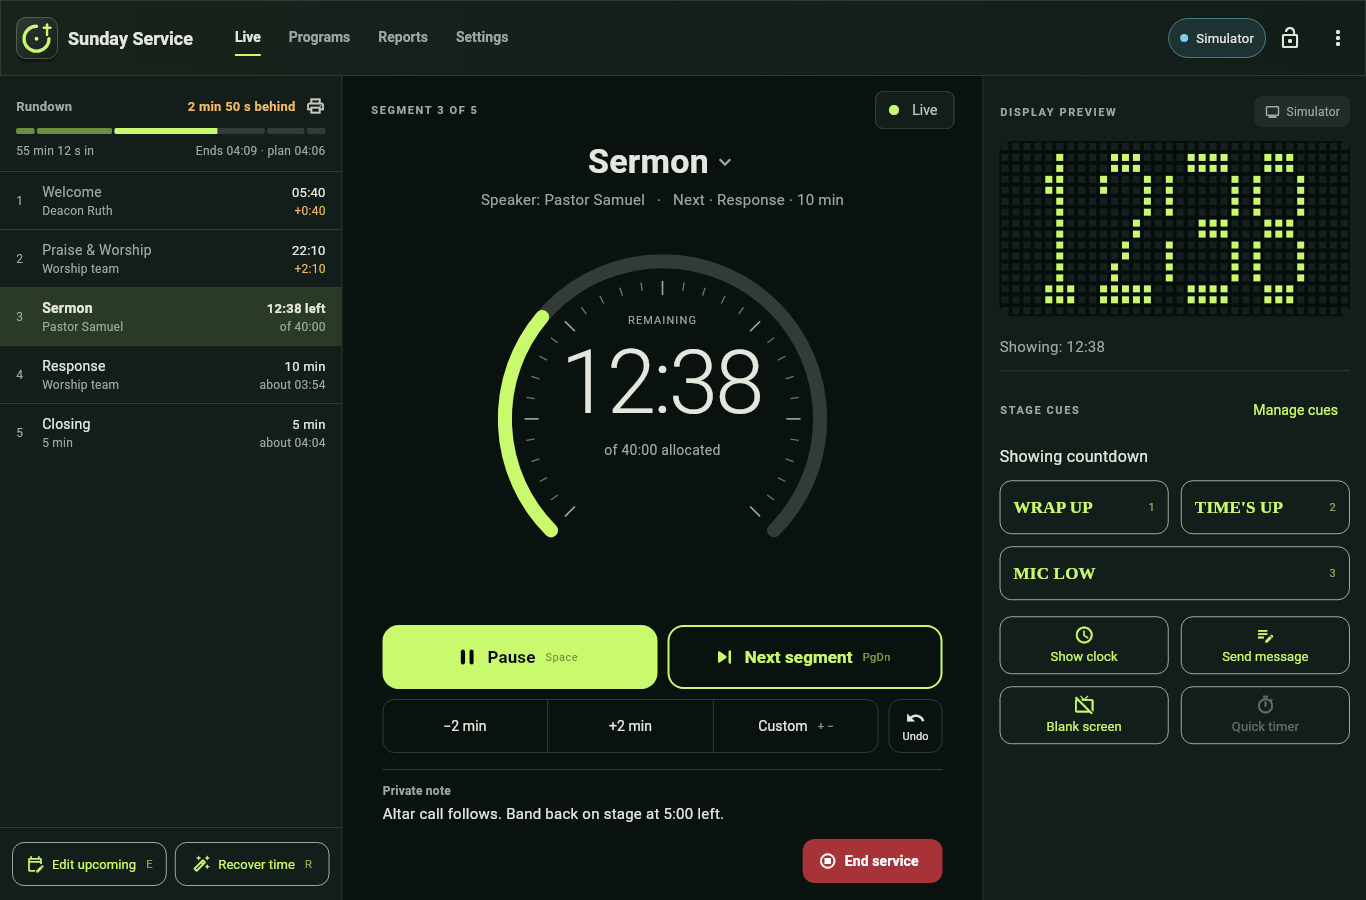 Sunday Service
Live
Programs
Reports
Settings
Simulator
Rundown
2 min 50 s behind
55 min 12 s in
Ends 04:09 · plan 04:06
1
Welcome
05:40
Deacon Ruth
+0:40
2
Praise & Worship
22:10
Worship team
+2:10
3
Sermon
12:38 left
Pastor Samuel
of 40:00
4
Response
10 min
Worship team
about 03:54
5
Closing
5 min
5 min
about 04:04
Edit upcoming E
Recover time R
SEGMENT 3 OF 5
Live
Sermon
Speaker: Pastor Samuel · Next · Response · 10 min
REMAINING
12:38
of 40:00 allocated
Pause Space
Next segment PgDn
−2 min
+2 min
Custom + −
Undo
Private note
Altar call follows. Band back on stage at 5:00 left.
End service
DISPLAY PREVIEW
Simulator
12:38
Showing: 12:38
STAGE CUES
Manage cues
Showing countdown
WRAP UP 1
TIME'S UP 2
MIC LOW 3
Show clock
Send message
Blank screen
Quick timer